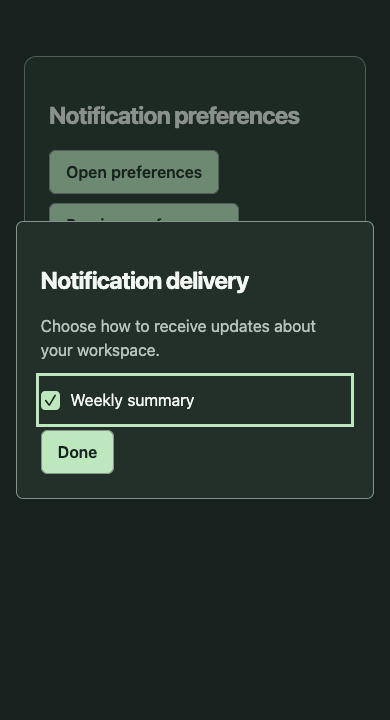 Notification preferences
Open preferences
Notification delivery
Choose how to receive updates about
your workspace.
Weekly summary
Done